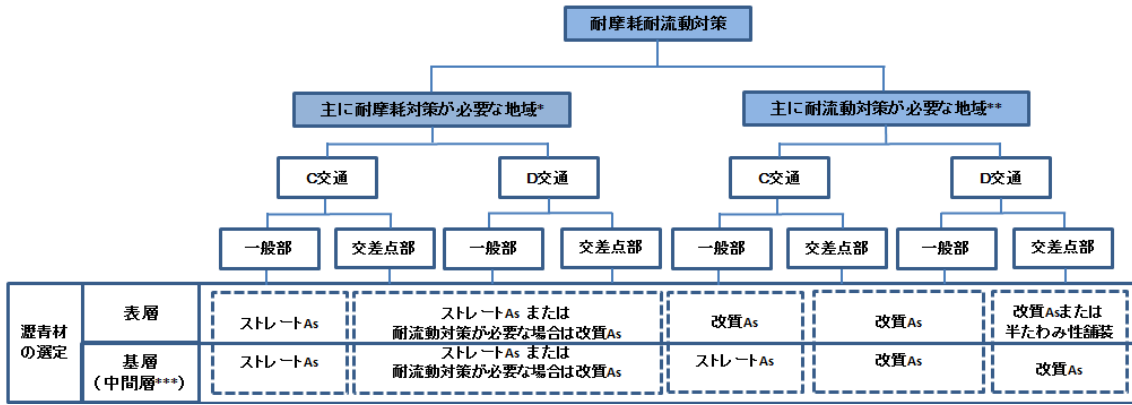 耐摩耗耐流動対策
主に耐摩耗対策が必要な地域*
主に耐流動対策が必要な地域**
C交通
D交通
C交通
D交通
一般部
交差点部
一般部
交差点部
一般部
交差点部
一般部
交差点部
瀝青材
の選定
表層
ストレートAs
ストレートAs または
耐流動対策が必要な場合は改質As
改質As
改質As
改質Asまたは
半たわみ性舗装
基層
（中間層***）
ストレートAs
ストレートAs または
耐流動対策が必要な場合は改質As
ストレートAs
改質As
改質As